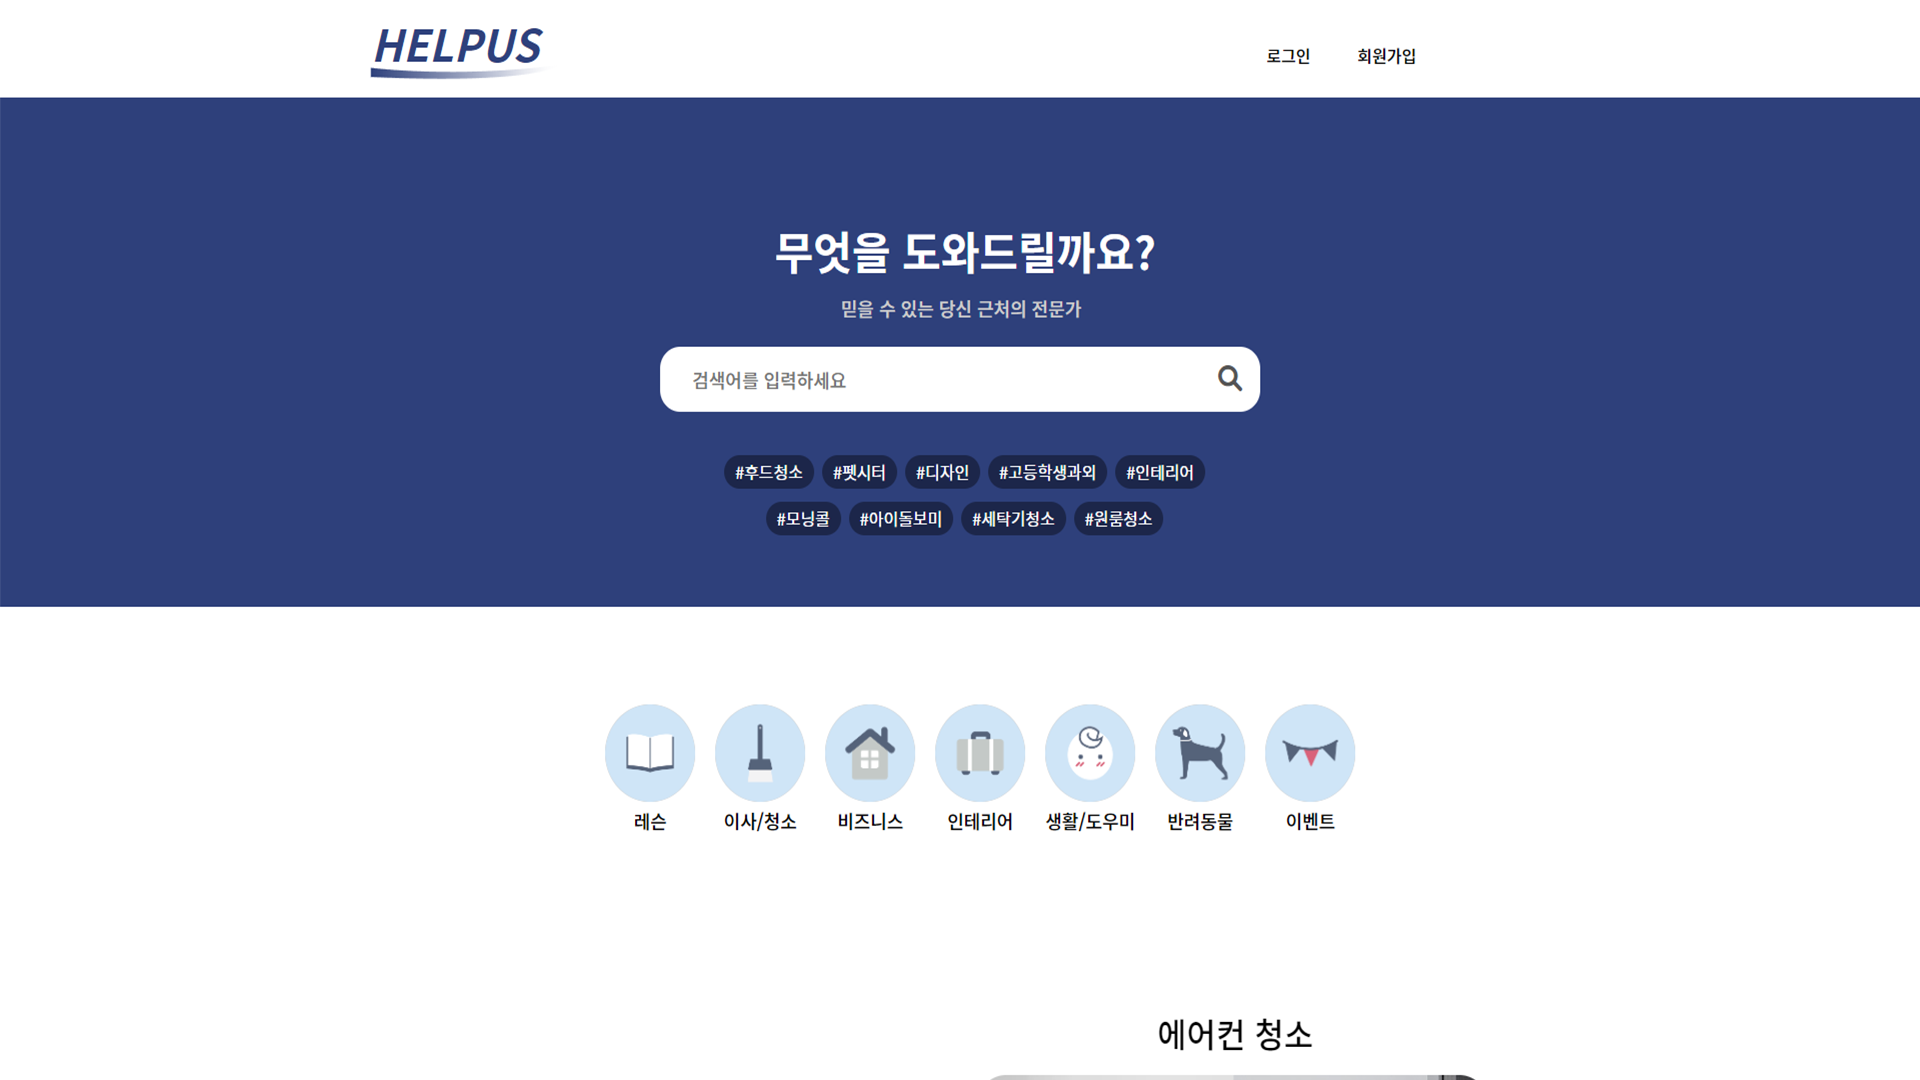 HELPUS
로그인 회원가입
무엇을 도와드릴까요?
믿을 수 있는 당신 근처의 전문가
검색어를 입력하세요
#후드청소 #펫시터 #디자인 #고등학생과외 #인테리어
#모닝콜 #아이돌보미 #세탁기청소 #원룸청소
레슨 이사/청소 비즈니스 인테리어 생활/도우미 반려동물 이벤트
에어컨 청소